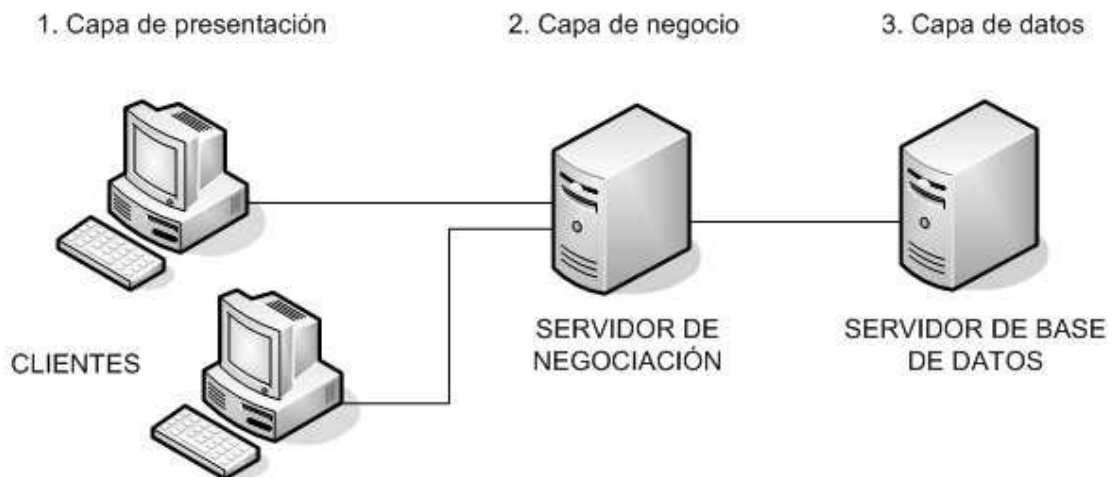 1. Capa de presentación
2. Capa de negocio
3. Capa de datos
CLIENTES
SERVIDOR DE
NEGOCIACIÓN
SERVIDOR DE BASE
DE DATOS